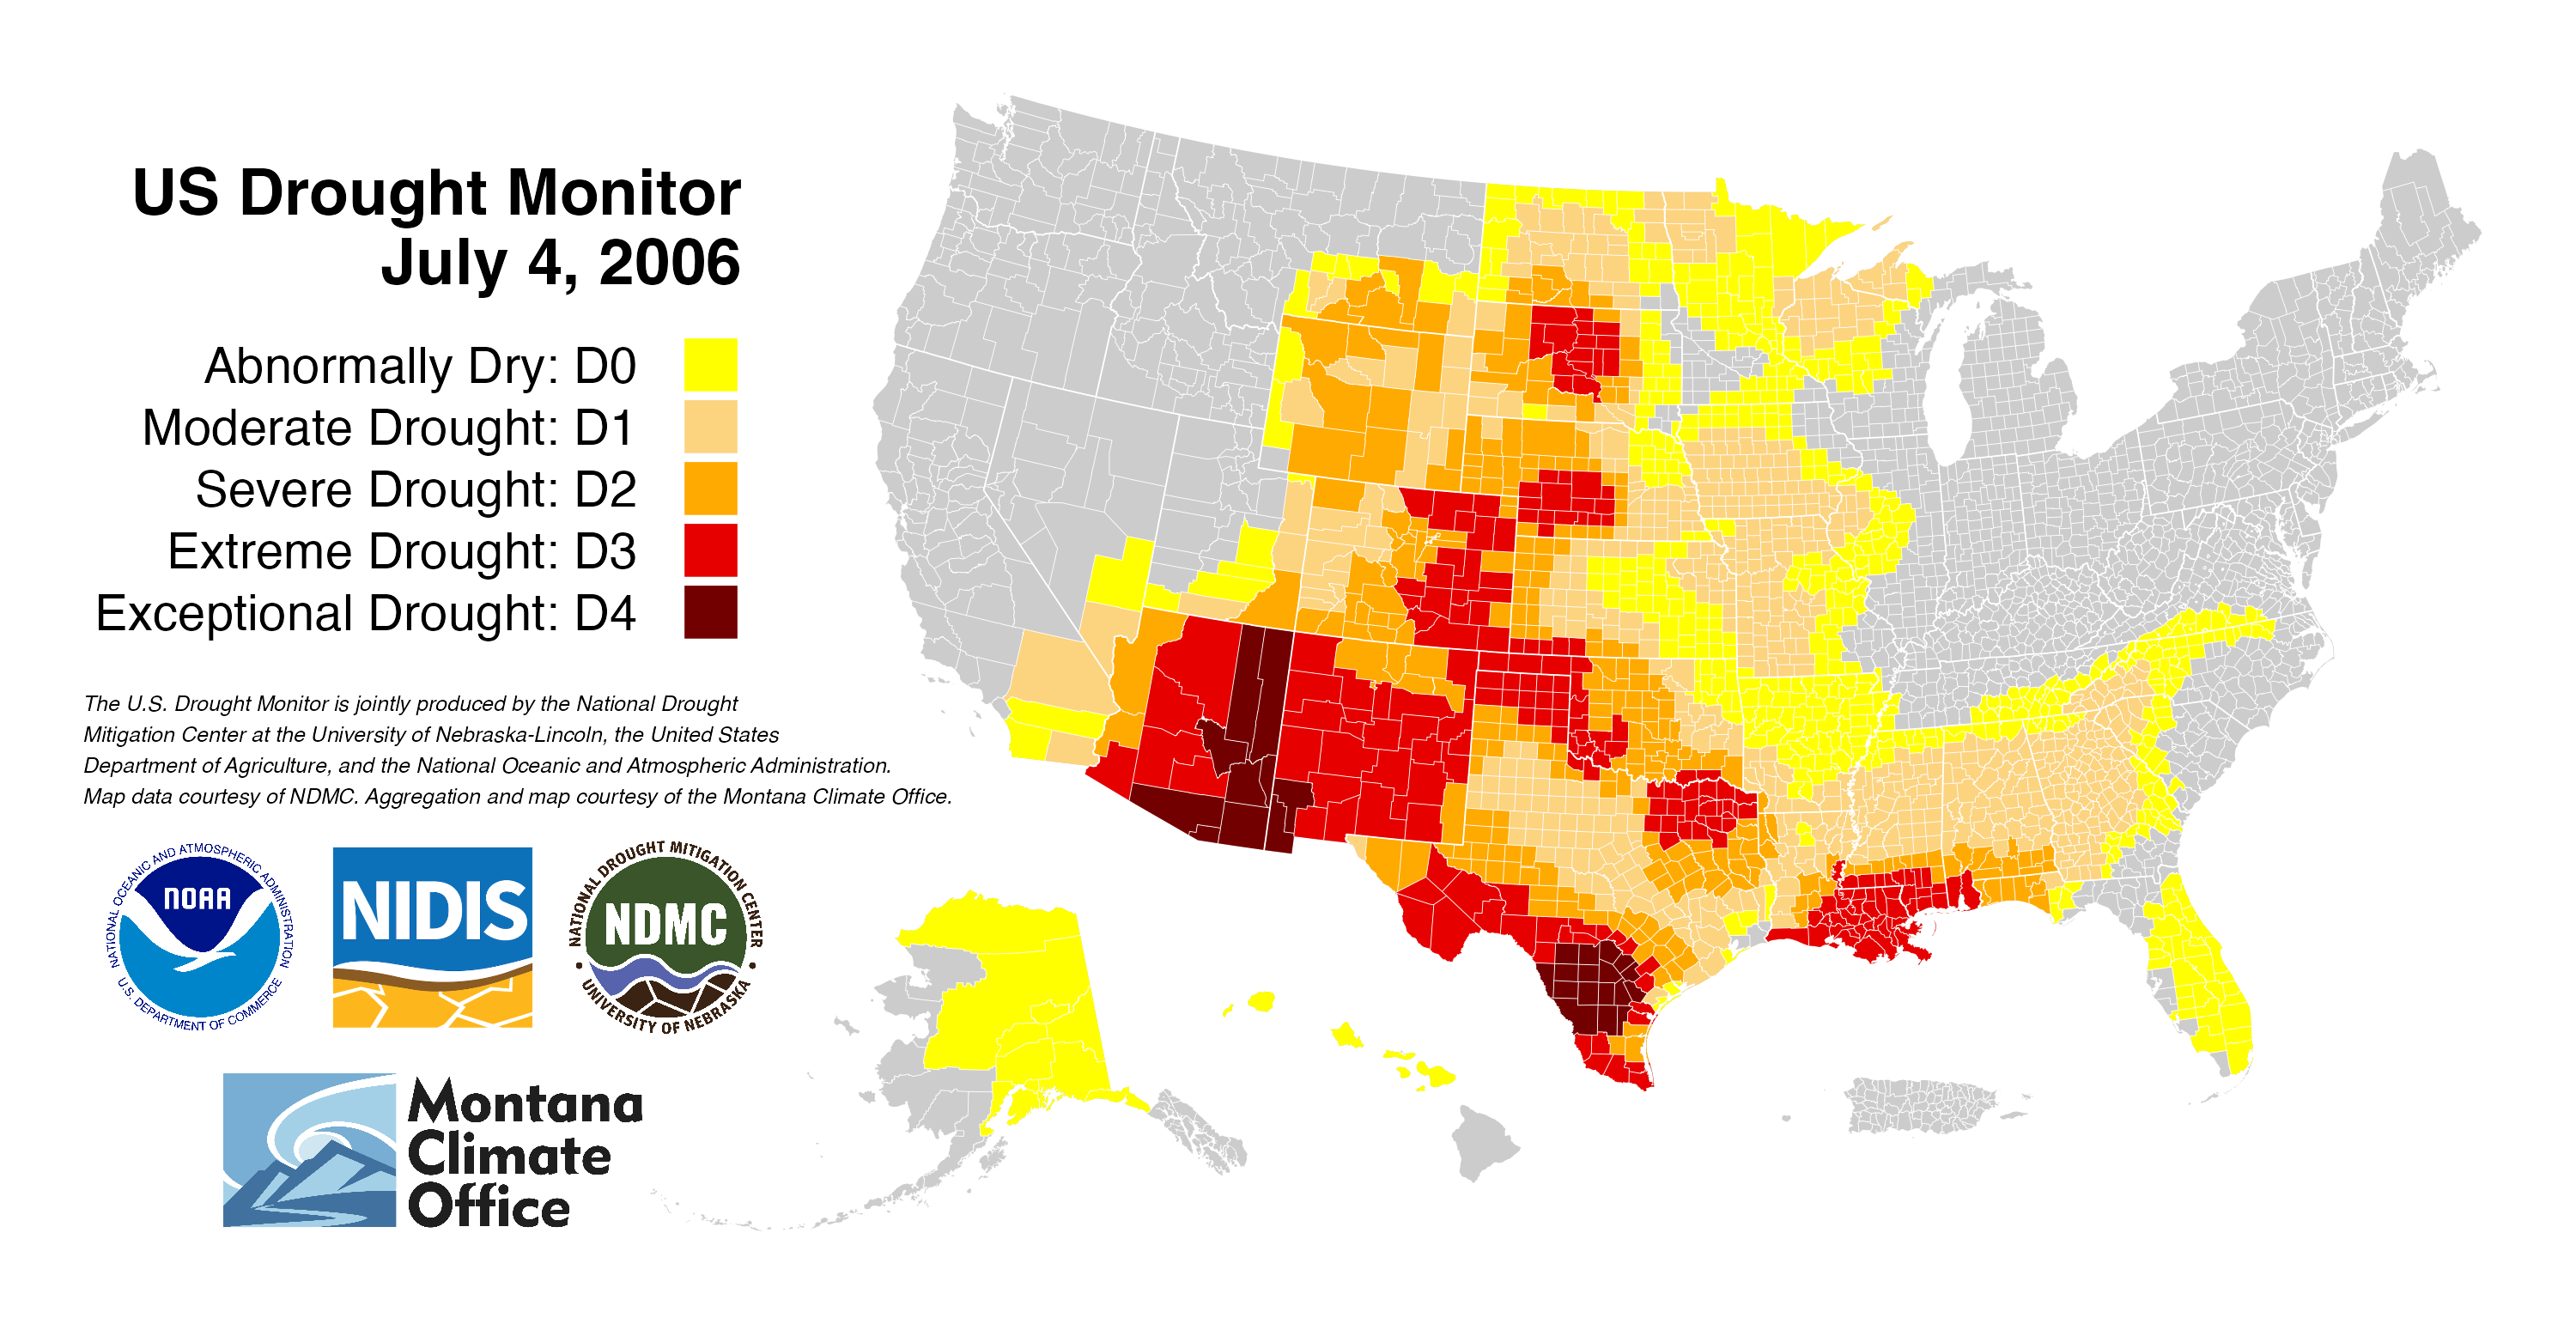 US Drought Monitor
July 4, 2006
Abnormally Dry: D0
Moderate Drought: D1
Severe Drought: D2
Extreme Drought: D3
Exceptional Drought: D4
The U.S. Drought Monitor is jointly produced by the National Drought
Mitigation Center at the University of Nebraska-Lincoln, the United States
Department of Agriculture, and the National Oceanic and Atmospheric Administration.
Map data courtesy of NDMC. Aggregation and map courtesy of the Montana Climate Office.
NATIONAL OCEANIC AND ATMOSPHERIC ADMINISTRATION
NOAA
U.S. DEPARTMENT OF COMMERCE
NIDIS
NATIONAL DROUGHT MITIGATION CENTER
NDMC
UNIVERSITY OF NEBRASKA
Montana
Climate
Office